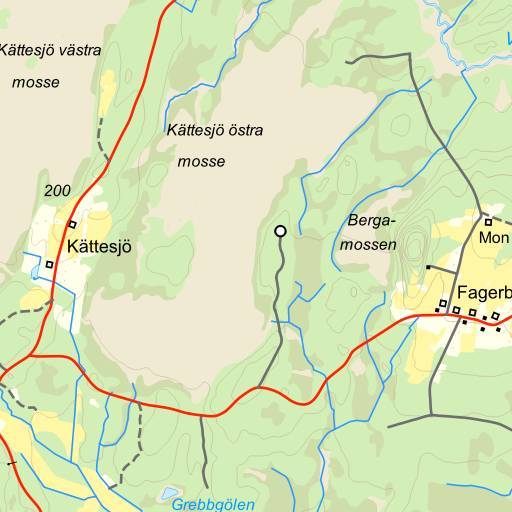 Kättesjö västra
mosse
Kättesjö östra
mosse
200
Berga-
mossen
Kättesjö
Mon
Fagerb
Grebbgölen